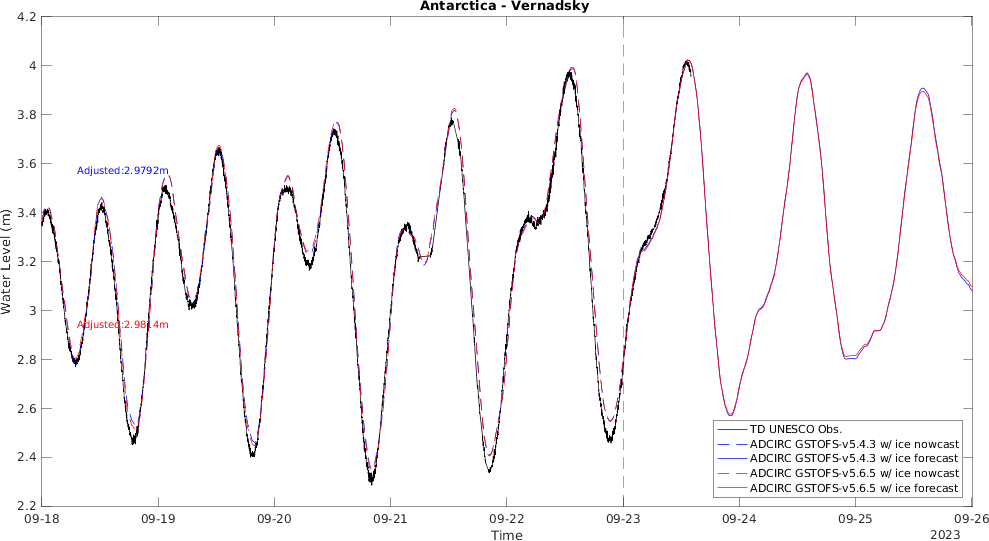 Antarctica - Vernadsky
4.2
4
3.8
3.6
3.4
3.2
3
2.8
2.6
2.4
2.2
Water Level (m)
Adjusted:2.9792m
Adjusted:2.9814m
TD UNESCO Obs.
ADCIRC GSTOFS-v5.4.3 w/ ice nowcast
ADCIRC GSTOFS-v5.4.3 w/ ice forecast
ADCIRC GSTOFS-v5.6.5 w/ ice nowcast
ADCIRC GSTOFS-v5.6.5 w/ ice forecast
09-18 09-19 09-20 09-21 09-22 09-23 09-24 09-25 09-26
Time
2023